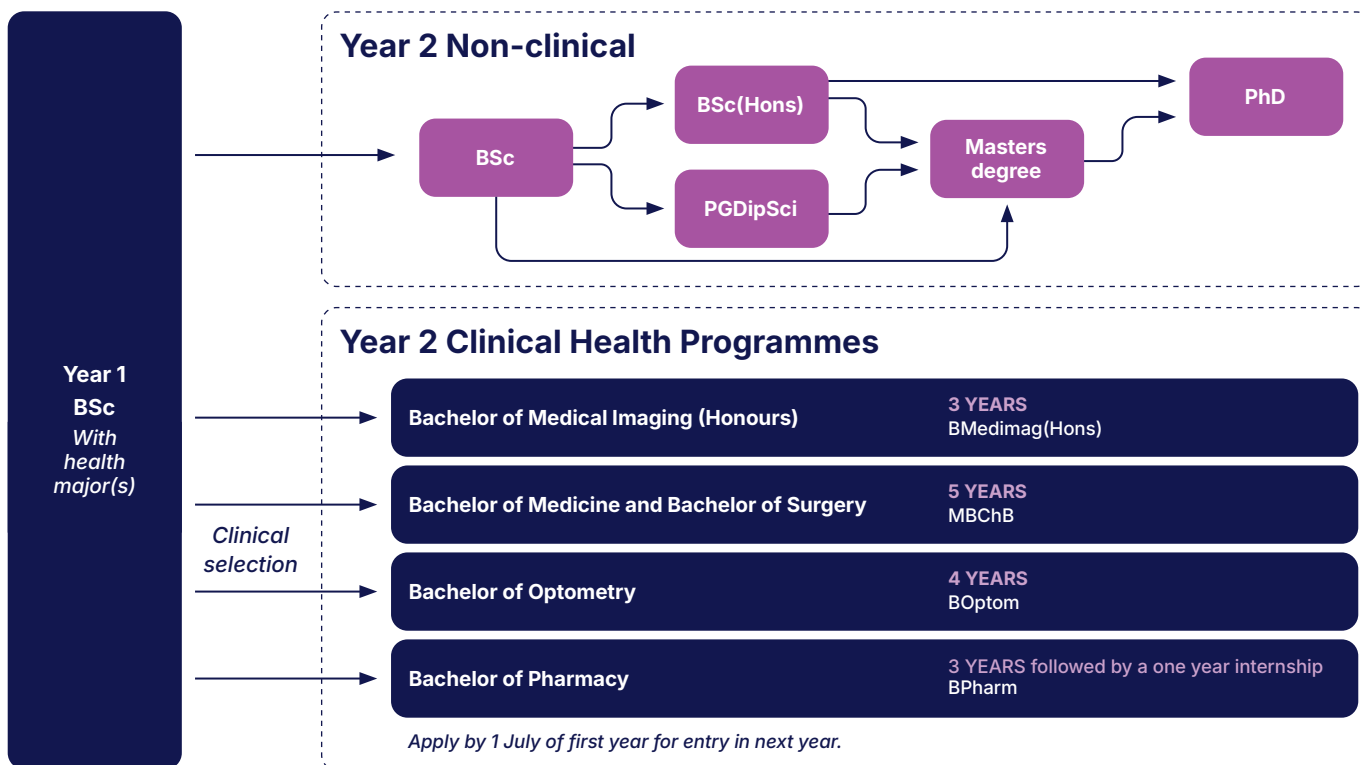 Year 1
BSc
With
health
major(s)
Year 2 Non-clinical
BSc
BSc(Hons)
PGDipSci
Masters
degree
PhD
Clinical
selection
Year 2 Clinical Health Programmes
Bachelor of Medical Imaging (Honours)
3 YEARS
BMedimag(Hons)
Bachelor of Medicine and Bachelor of Surgery
5 YEARS
MBChB
Bachelor of Optometry
4 YEARS
BOptom
Bachelor of Pharmacy
3 YEARS followed by a one year internship
BPharm
Apply by 1 July of first year for entry in next year.